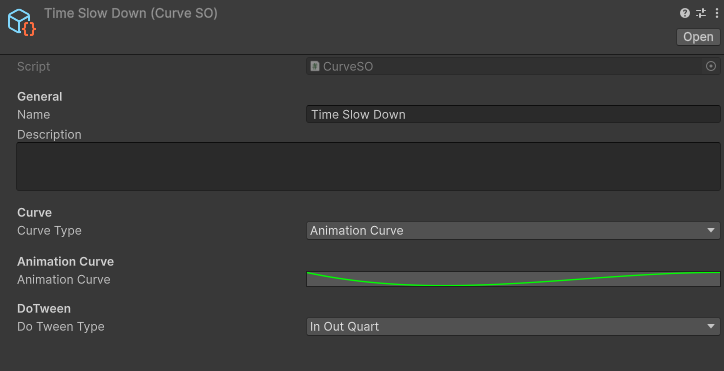 Time Slow Down (Curve SO)
Open
Script
CurveSO
General
Name
Time Slow Down
Description
Curve
Curve Type
Animation Curve
Animation Curve
Animation Curve
DoTween
Do Tween Type
In Out Quart